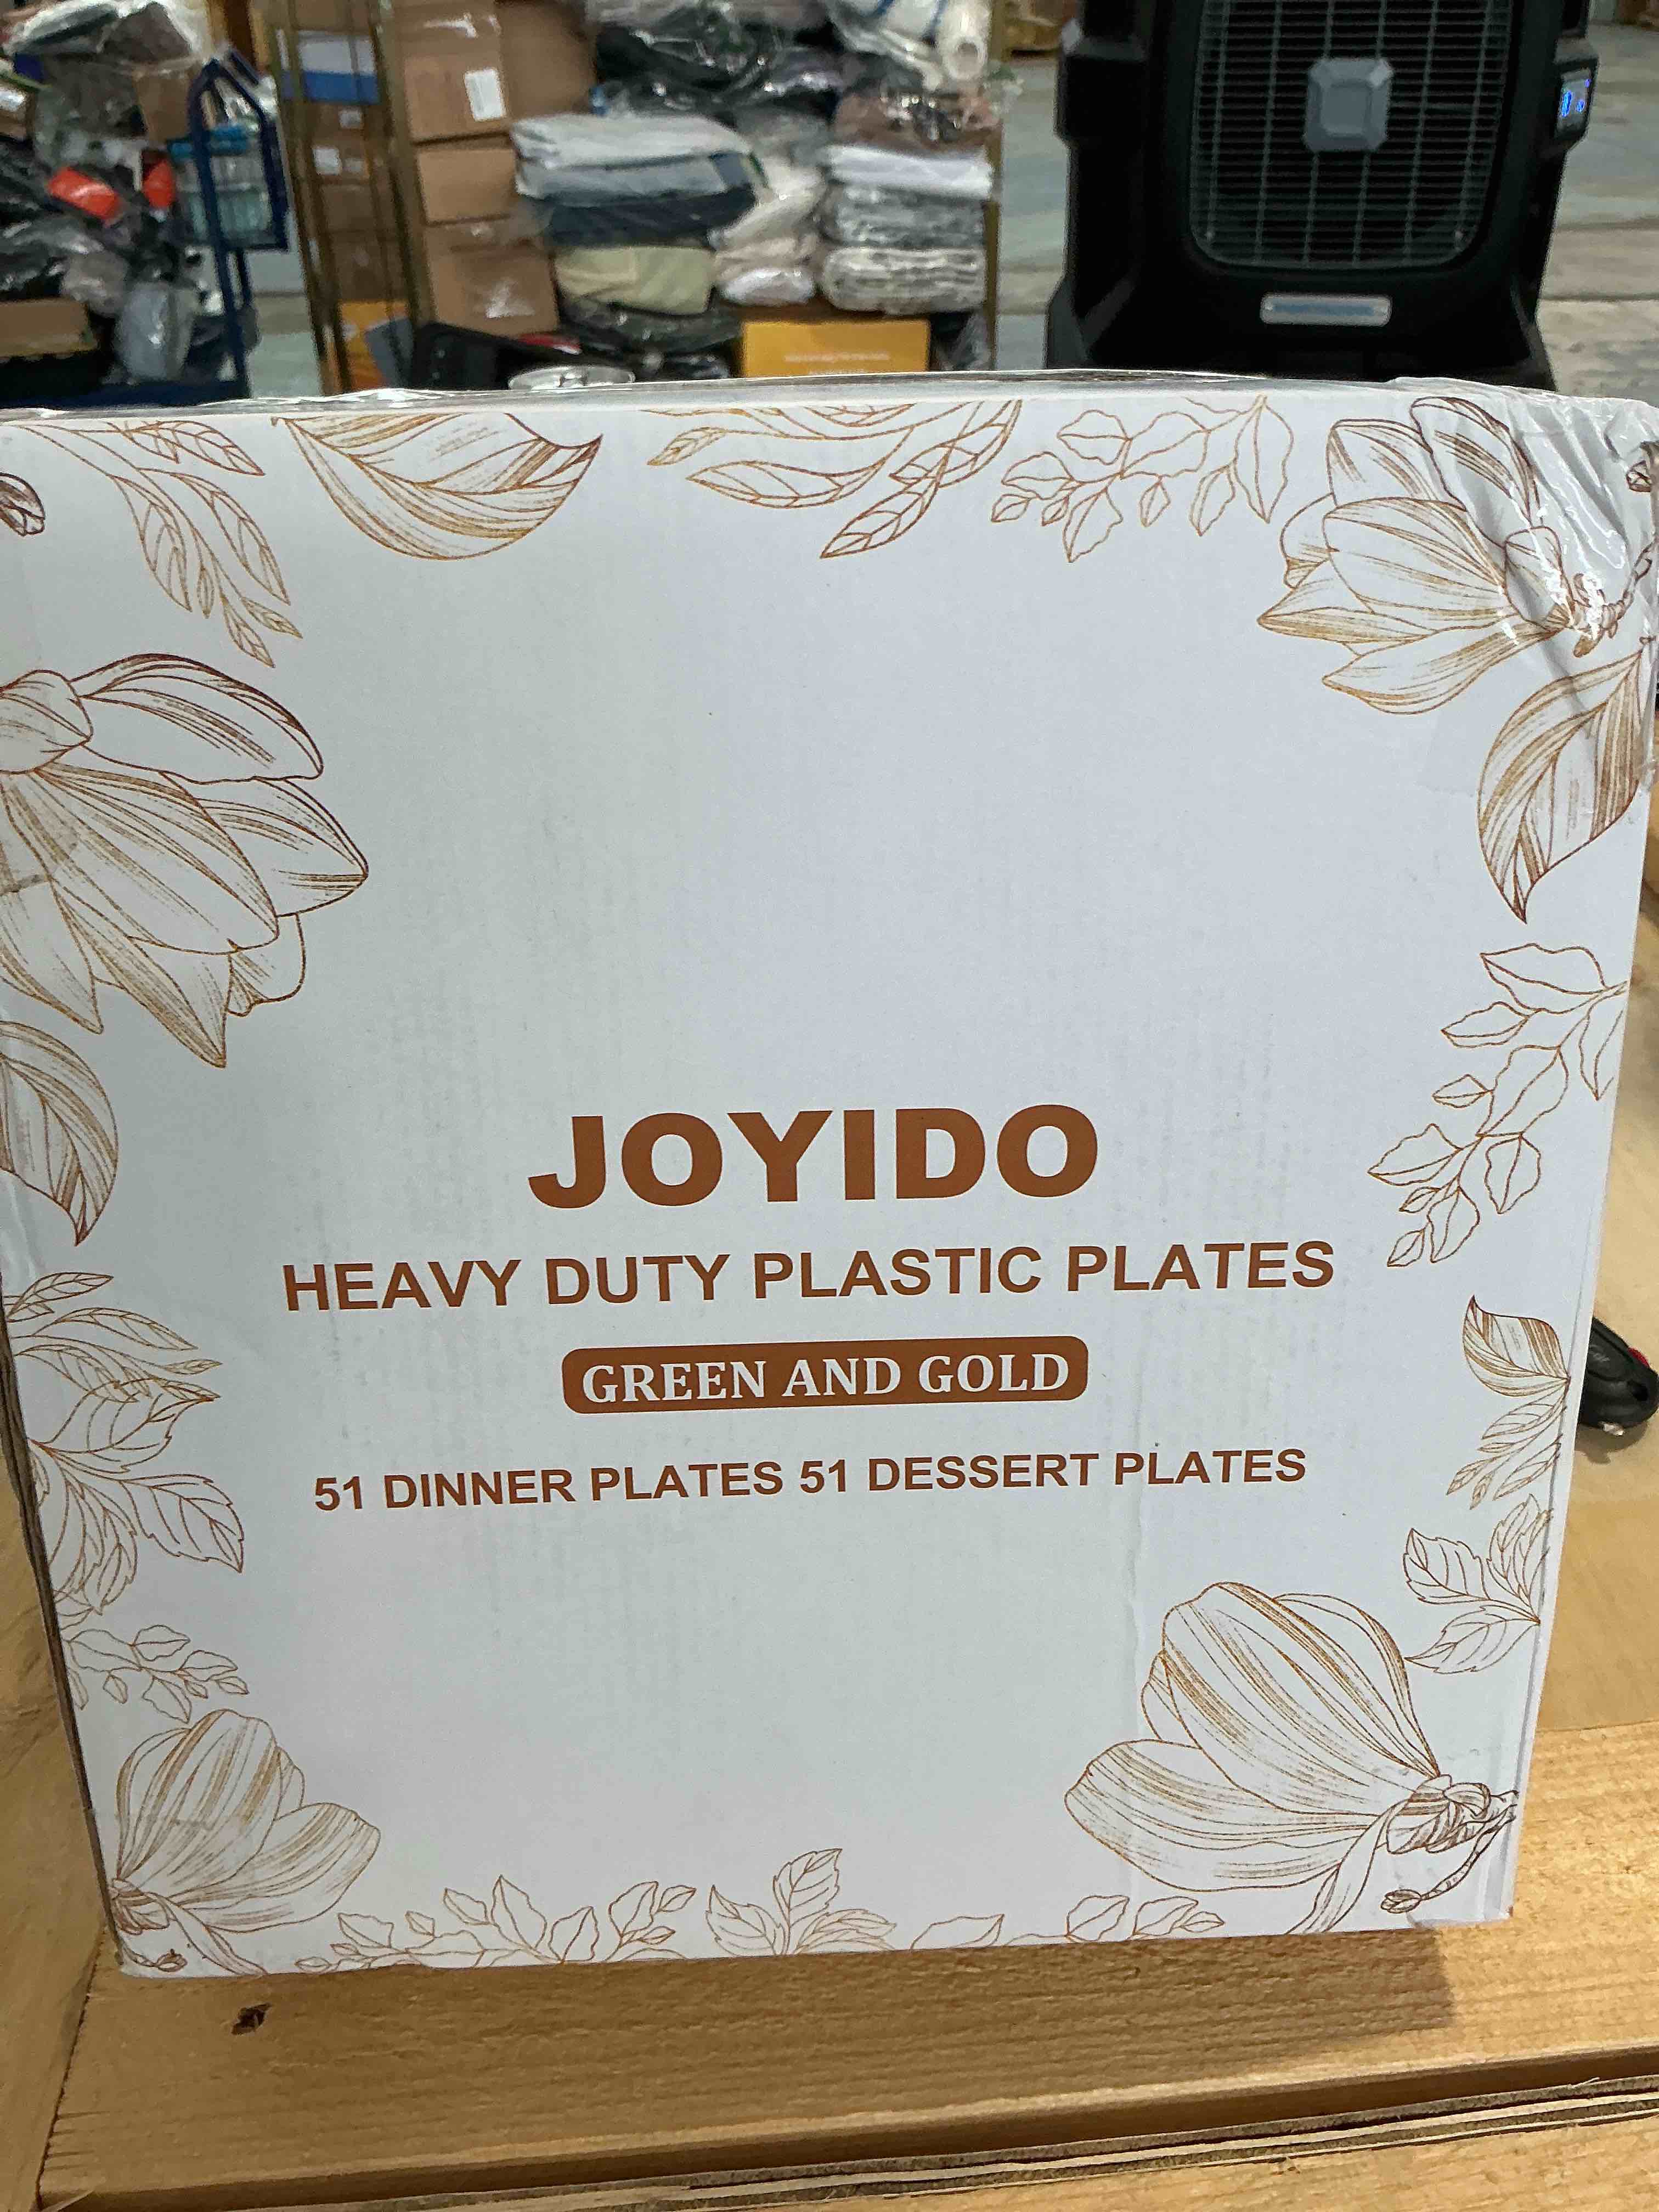 JOYIDO
HEAVY DUTY PLASTIC PLATES
GREEN AND GOLD
51 DINNER PLATES 51 DESSERT PLATES